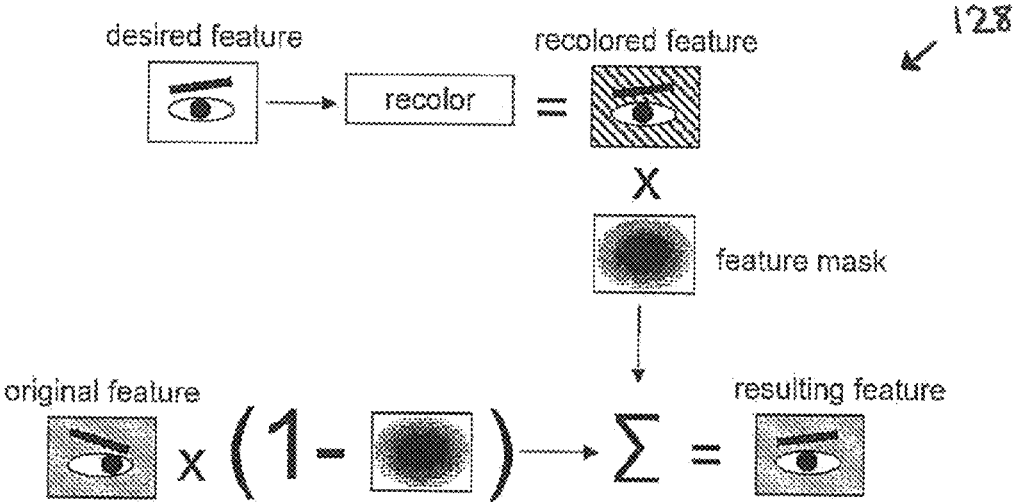 128
desired feature
recolored feature
recolor
=
X
feature mask
original feature
resulting feature
x (1- ) Σ =